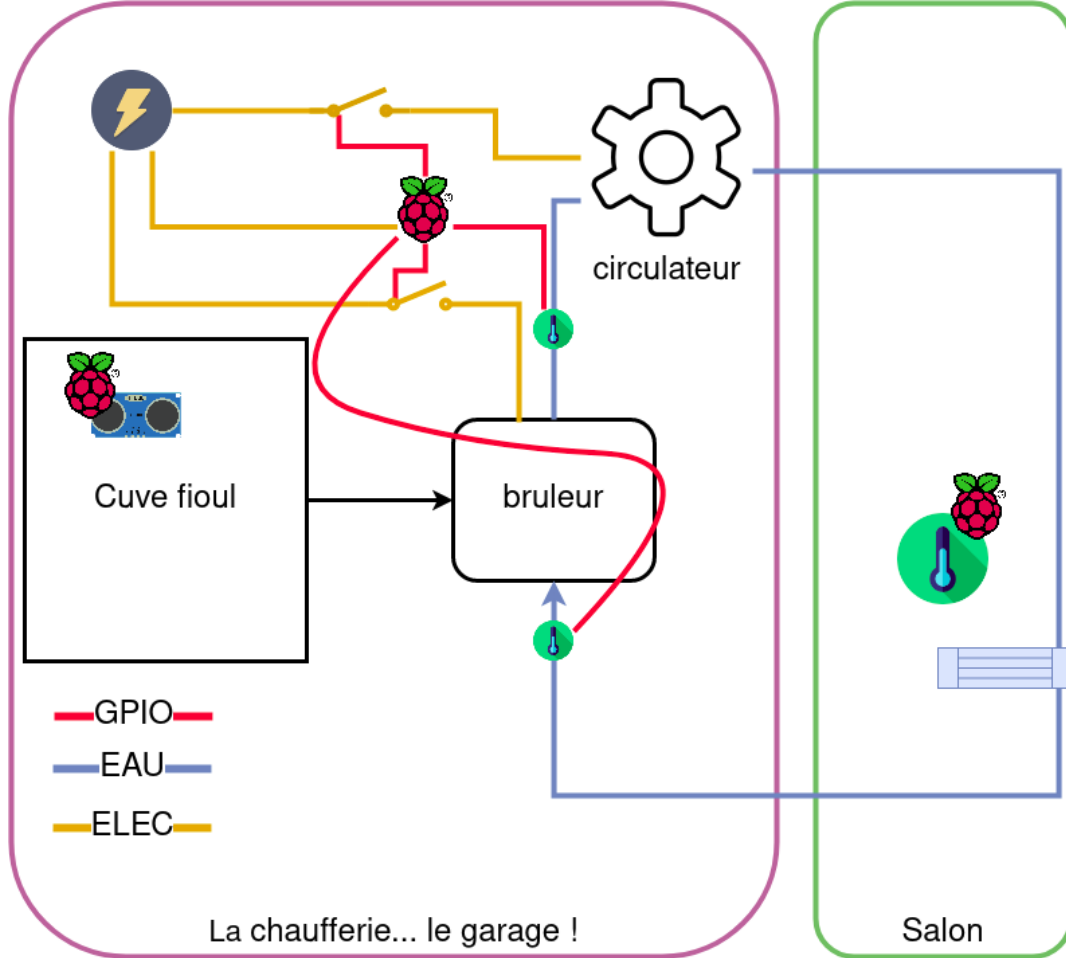 circulateur
Cuve fioul
bruleur
GPIO
EAU
ELEC
La chaufferie... le garage !
Salon